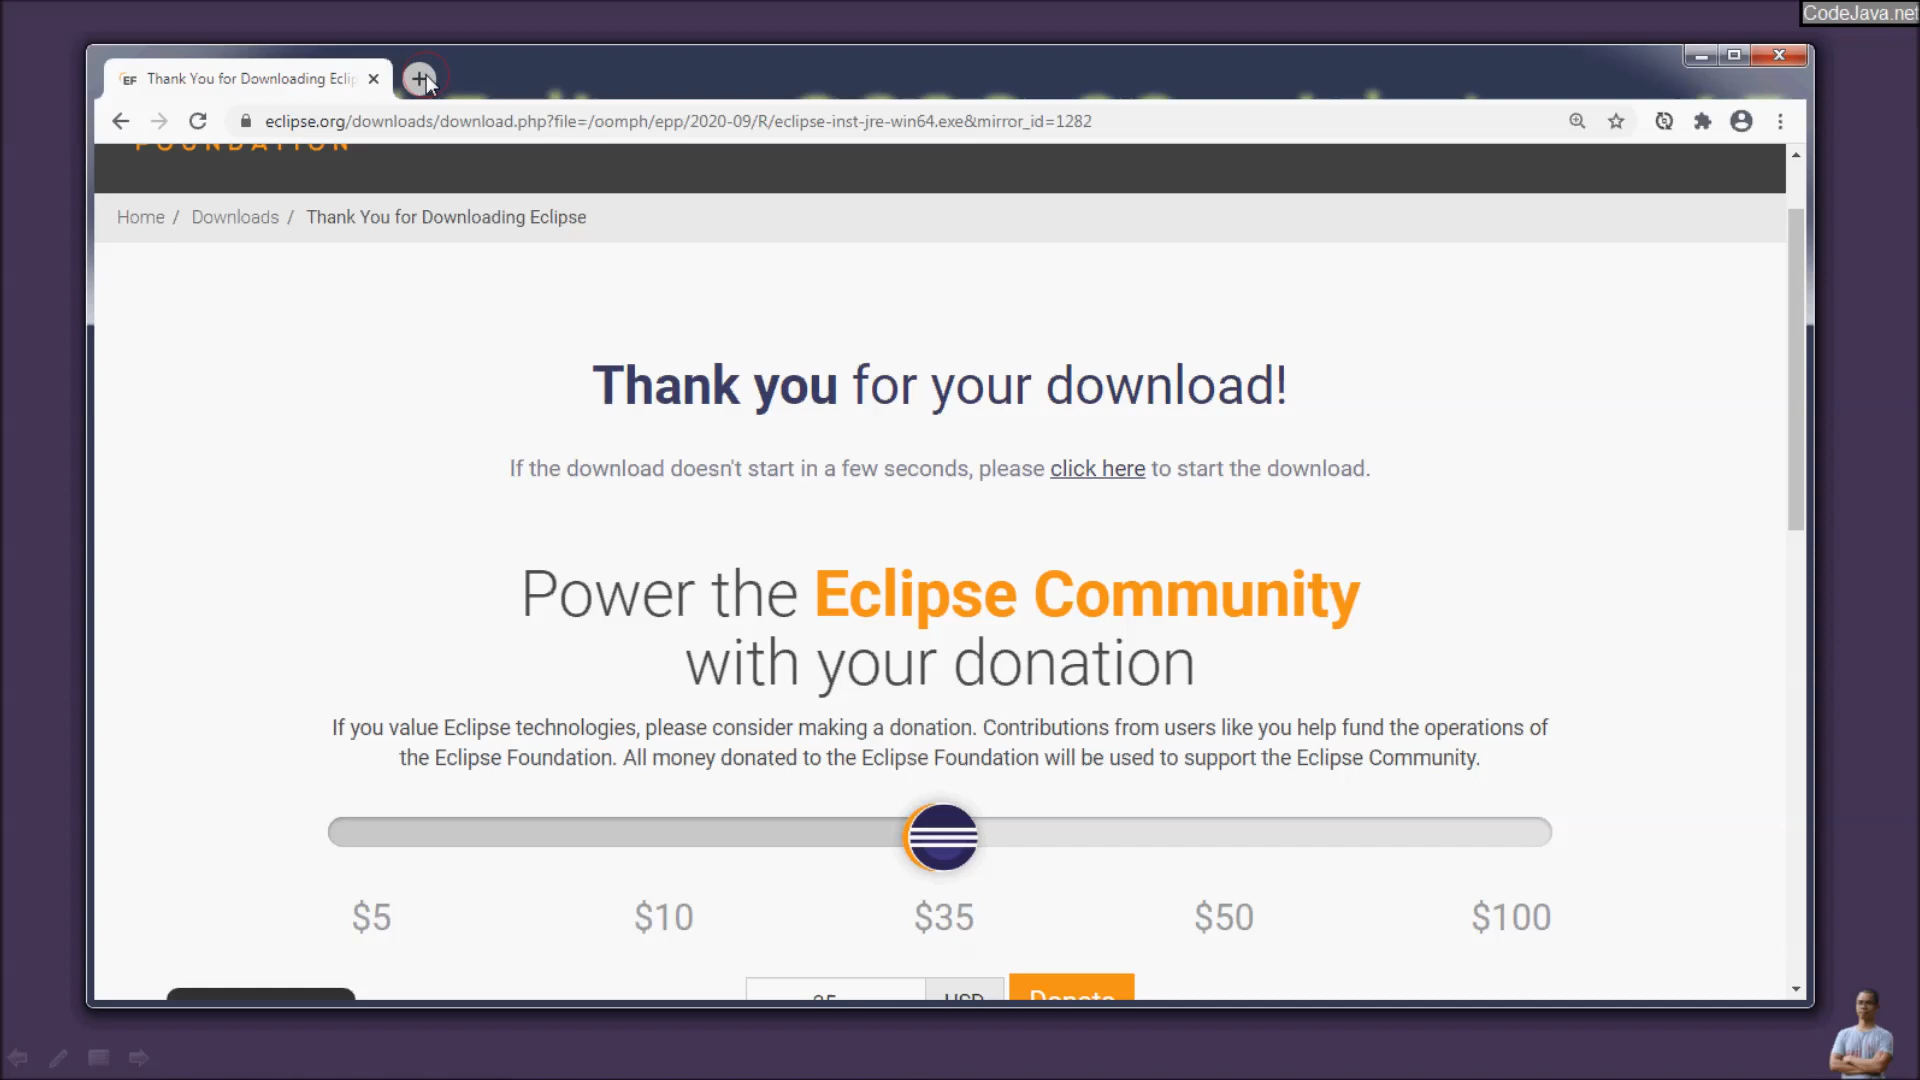 CodeJava.net
EF Thank You for Downloading Eclip
eclipse.org/downloads/download.php?file=/oomph/epp/2020-09/R/eclipse-inst-jre-win64.exe&mirror_id=1282
FOUNDATION
Home / Downloads / Thank You for Downloading Eclipse
Thank you for your download!
If the download doesn't start in a few seconds, please click here to start the download.
Power the Eclipse Community
with your donation
If you value Eclipse technologies, please consider making a donation. Contributions from users like you help fund the operations of
the Eclipse Foundation. All money donated to the Eclipse Foundation will be used to support the Eclipse Community.
$5 $10 $35 $50 $100
35 USD Donate